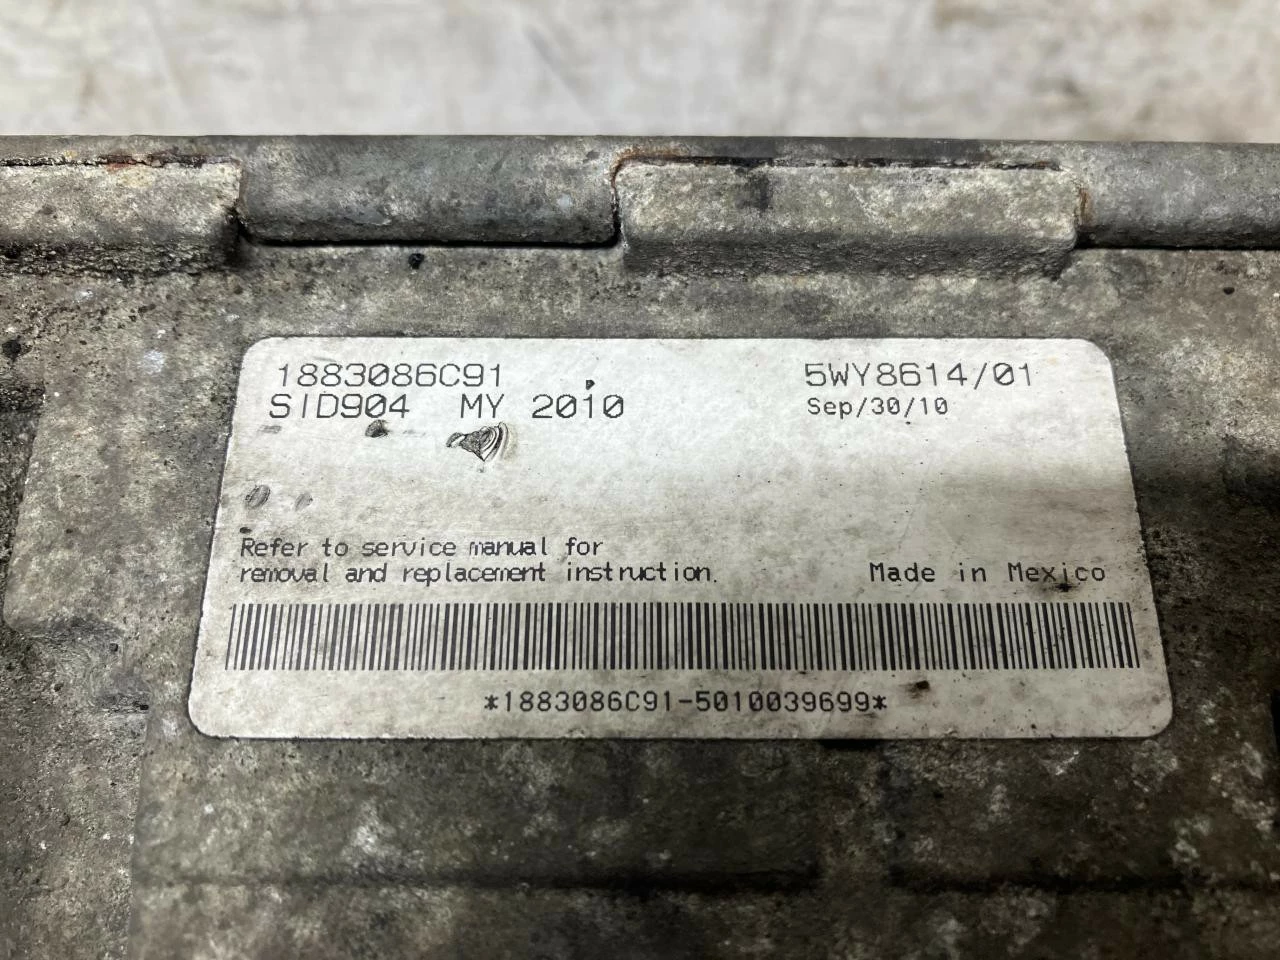 1883086C91
SID904 MY 2010
5WY8614/01
Sep/30/10
Refer to service manual for
removal and replacement instruction.
Made in Mexico
*1883086C91-5010039699*